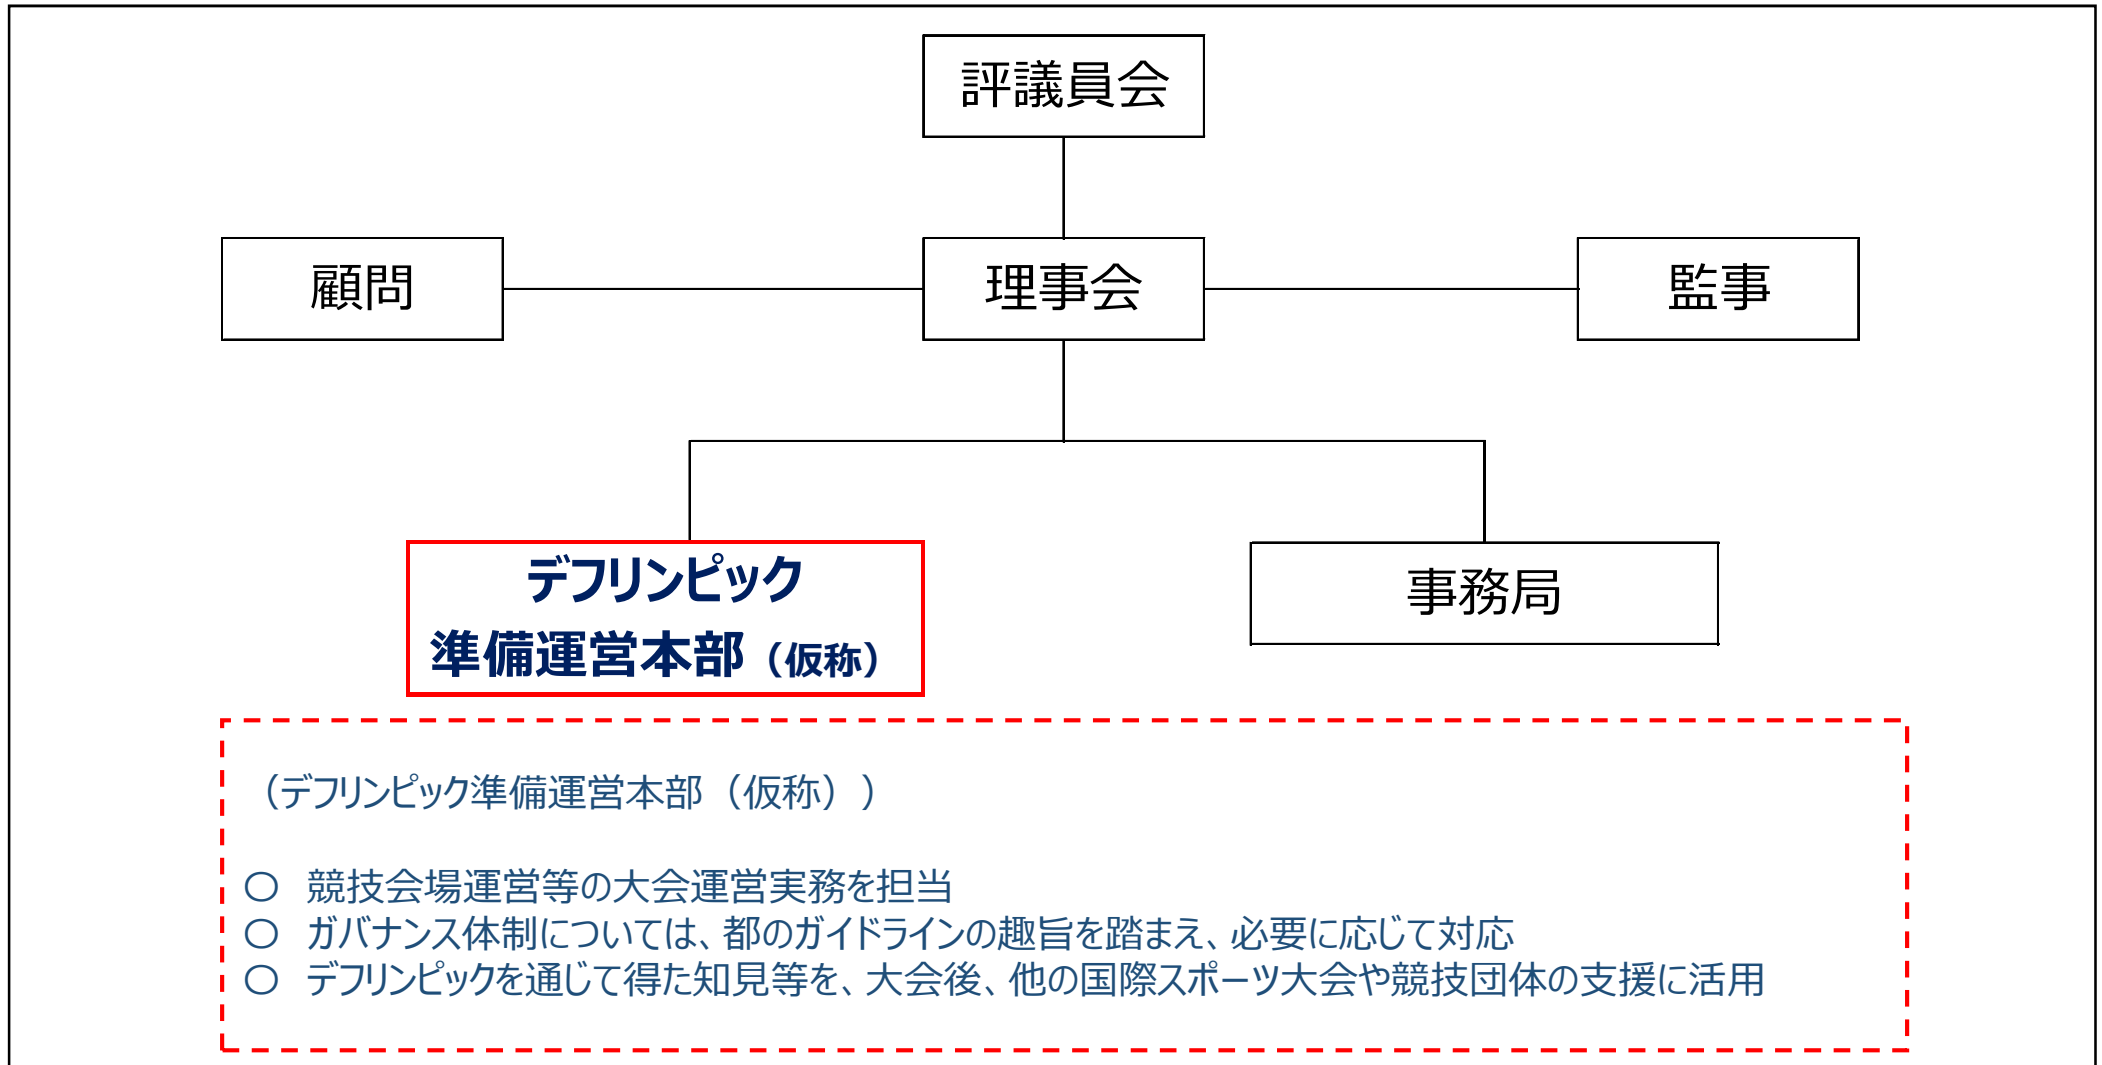 評議員会
顧問
理事会
監事
デフリンピック
準備運営本部（仮称）
事務局
（デフリンピック準備運営本部（仮称））
○　競技会場運営等の大会運営実務を担当
○　ガバナンス体制については、都のガイドラインの趣旨を踏まえ、必要に応じて対応
○　デフリンピックを通じて得た知見等を、大会後、他の国際スポーツ大会や競技団体の支援に活用